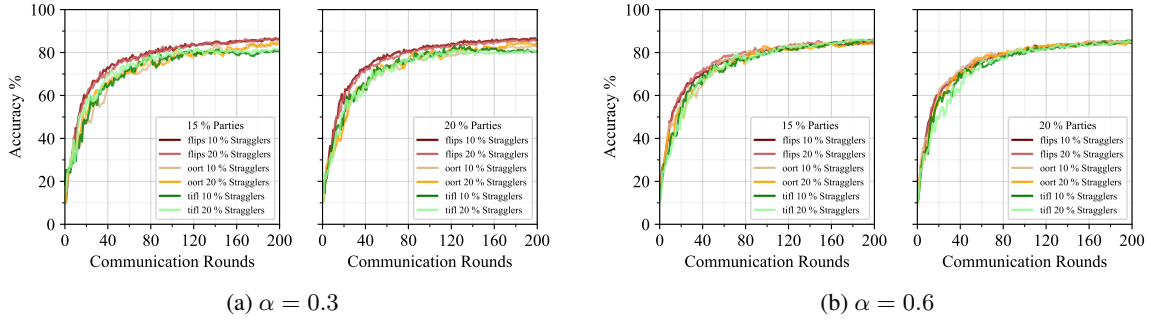 100
80
60
40
20
0
Accuracy %
15 % Parties
flips 10 % Stragglers
flips 20 % Stragglers
oort 10 % Stragglers
oort 20 % Stragglers
tifl 10 % Stragglers
tifl 20 % Stragglers
0 40 80 120 160 200
Communication Rounds
20 % Parties
flips 10 % Stragglers
flips 20 % Stragglers
oort 10 % Stragglers
oort 20 % Stragglers
tifl 10 % Stragglers
tifl 20 % Stragglers
0 40 80 120 160 200
Communication Rounds
(a) α = 0.3
100
80
60
40
20
0
Accuracy %
15 % Parties
flips 10 % Stragglers
flips 20 % Stragglers
oort 10 % Stragglers
oort 20 % Stragglers
tifl 10 % Stragglers
tifl 20 % Stragglers
0 40 80 120 160 200
Communication Rounds
20 % Parties
flips 10 % Stragglers
flips 20 % Stragglers
oort 10 % Stragglers
oort 20 % Stragglers
tifl 10 % Stragglers
tifl 20 % Stragglers
0 40 80 120 160 200
Communication Rounds
(b) α = 0.6